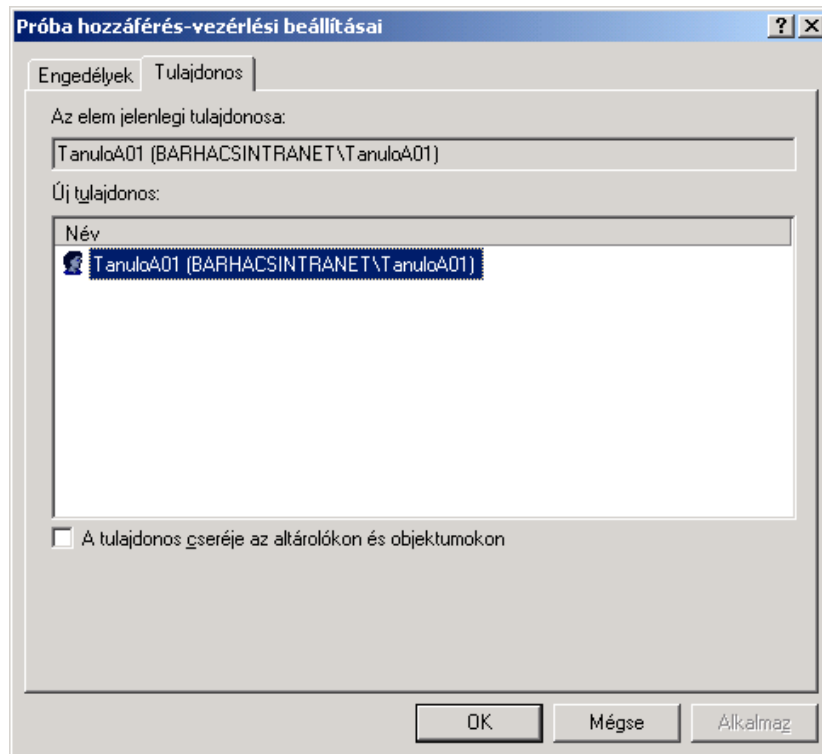 Próba hozzáférés-vezérlési beállításai
Engedélyek Tulajdonos
Az elem jelenlegi tulajdonosa:
TanuloA01 (BARHACSINTRANET\TanuloA01)
Új tulajdonos:
Név
TanuloA01 (BARHACSINTRANET\TanuloA01)
A tulajdonos cseréje az altárolókon és objektumokon
OK Mégse Alkalmaz